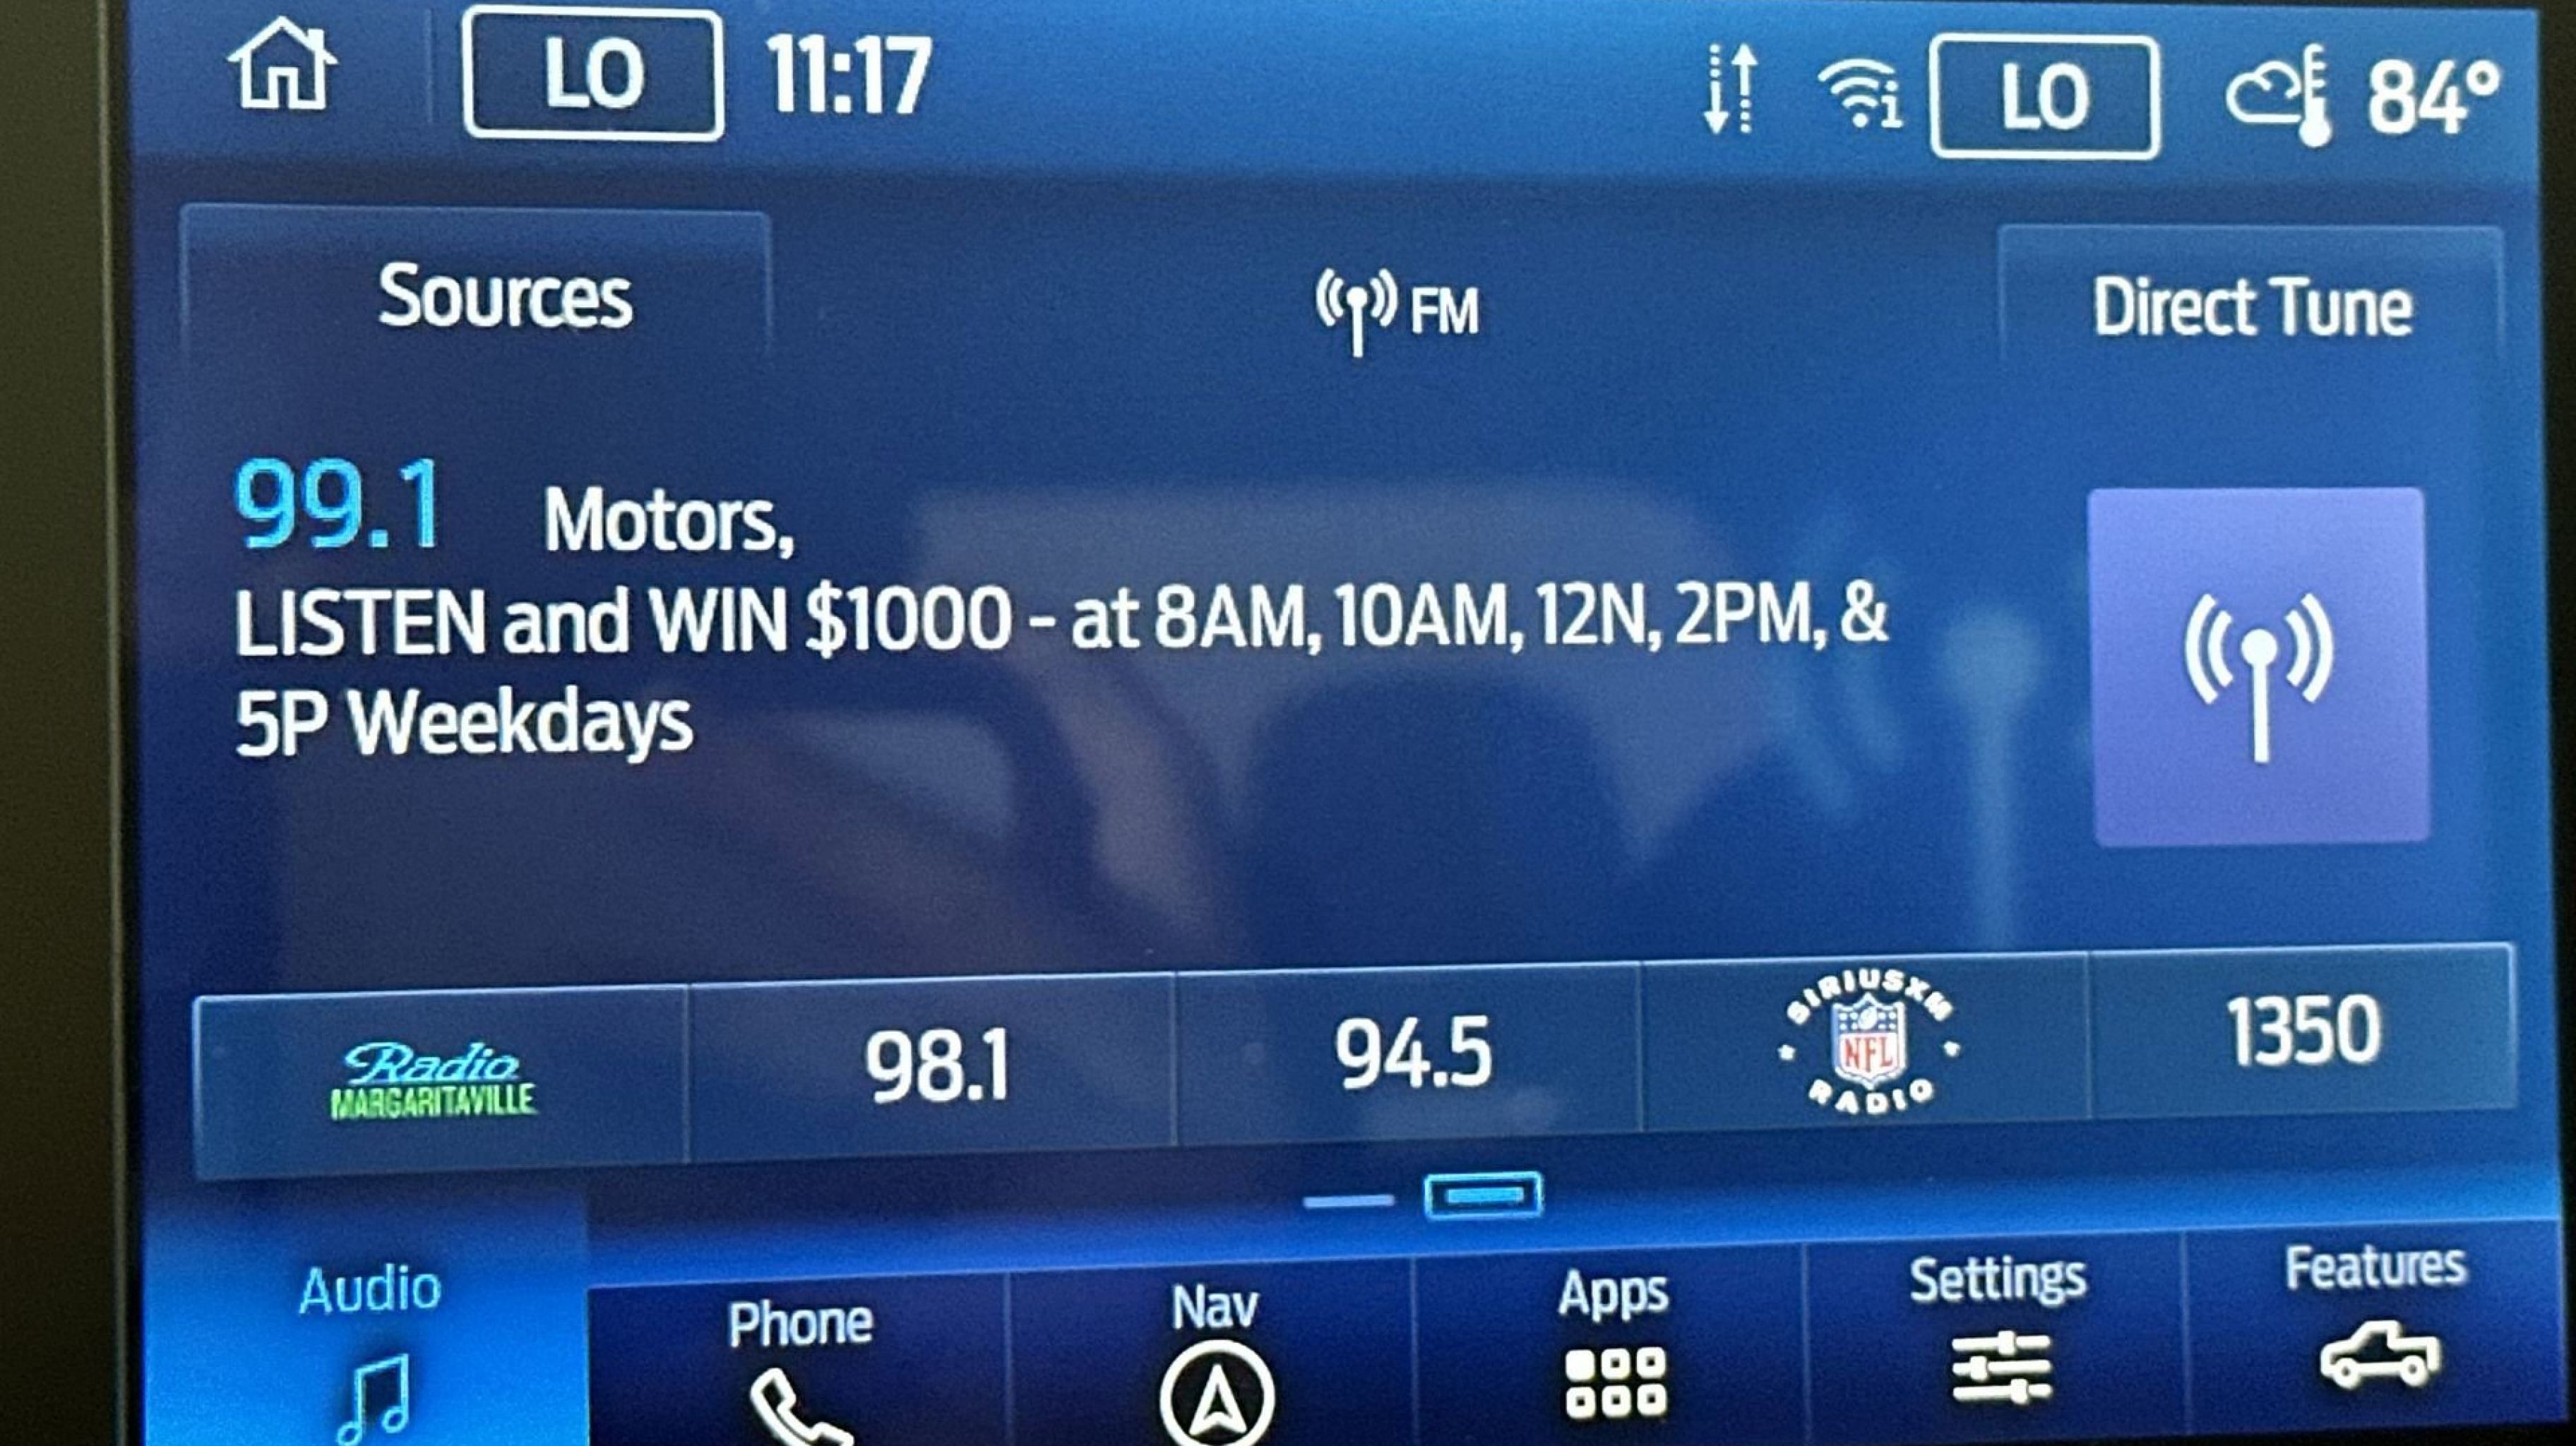 LO 11:17 LO 84°
Sources FM Direct Tune
99.1 Motors,
LISTEN and WIN $1000 - at 8AM, 10AM, 12N, 2PM, &
5P Weekdays
Radio
MARGARITAVILLE
98.1
94.5
SIRIUSXM
NFL
RADIO
1350
Audio Phone Nav Apps Settings Features